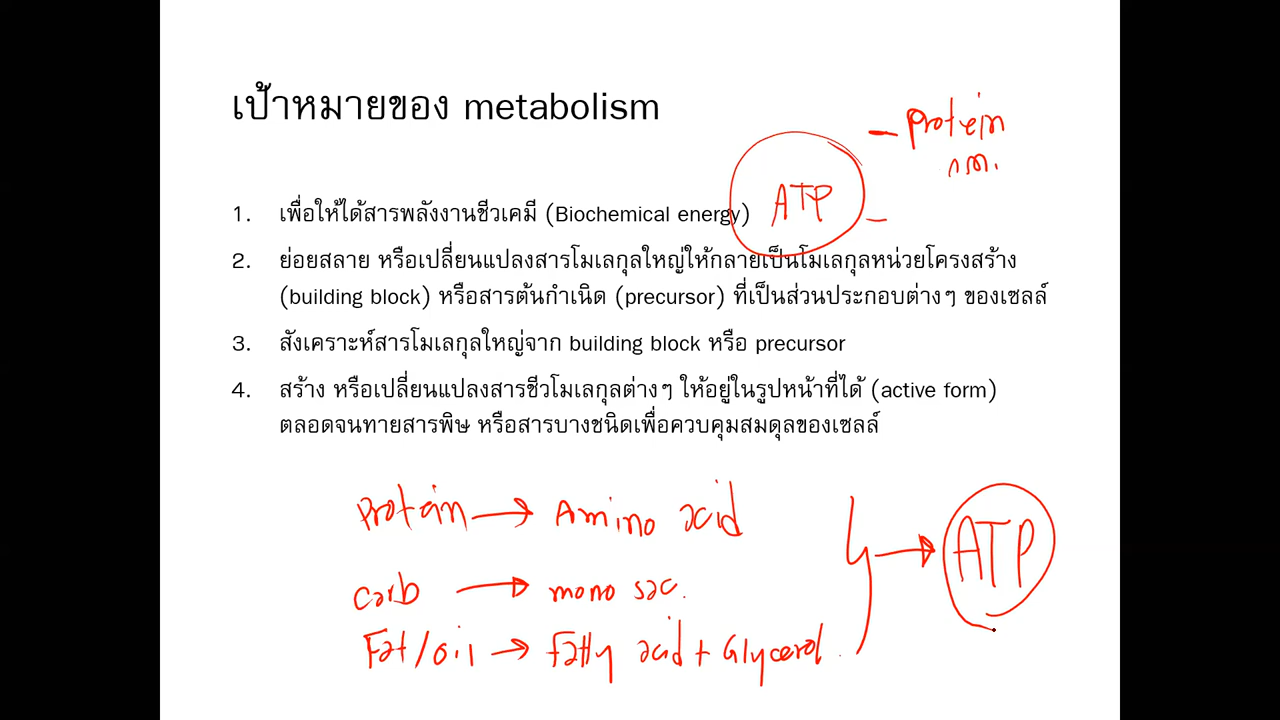 เป้าหมายของ metabolism
- Protein
กล.
ATP
-
1. เพื่อให้ได้สารพลังงานชีวเคมี (Biochemical energy)
2. ย่อยสลาย หรือเปลี่ยนแปลงสารโมเลกุลใหญ่ให้กลายเป็นโมเลกุลหน่วยโครงสร้าง
(building block) หรือสารต้นกำเนิด (precursor) ที่เป็นส่วนประกอบต่างๆ ของเซลล์
3. สังเคราะห์สารโมเลกุลใหญ่จาก building block หรือ precursor
4. สร้าง หรือเปลี่ยนแปลงสารชีวโมเลกุลต่างๆ ให้อยู่ในรูปหน้าที่ได้ (active form)
ตลอดจนทายสารพิษ หรือสารบางชนิดเพื่อควบคุมสมดุลของเซลล์
Protein → Amino acid
Carb → mono sac.
Fat/oil → Fatty acid + Glycerol
→ ATP